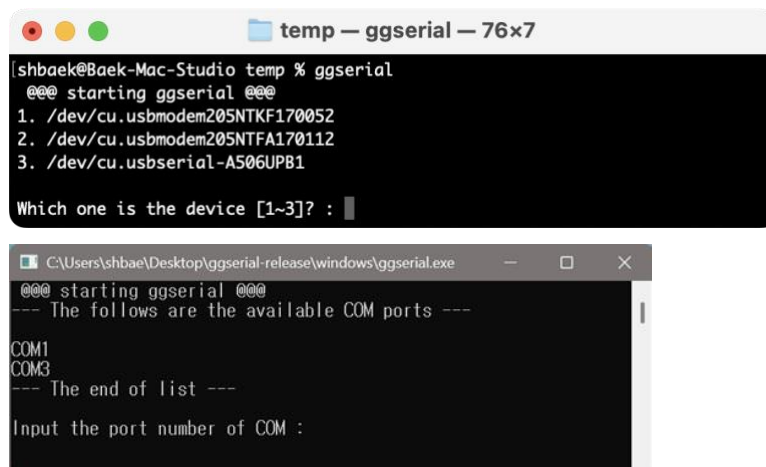 temp — ggserial — 76×7
[shbaek@Baek-Mac-Studio temp % ggserial
@@@ starting ggserial @@@
1. /dev/cu.usbmodem205NTKF170052
2. /dev/cu.usbmodem205NTFA170112
3. /dev/cu.usbserial-A506UPB1
Which one is the device [1~3]? :
C:\Users\shbae\Desktop\ggserial-release\windows\ggserial.exe
@@@ starting ggserial @@@
--- The follows are the available COM ports ---
COM1
COM3
--- The end of list ---
Input the port number of COM :